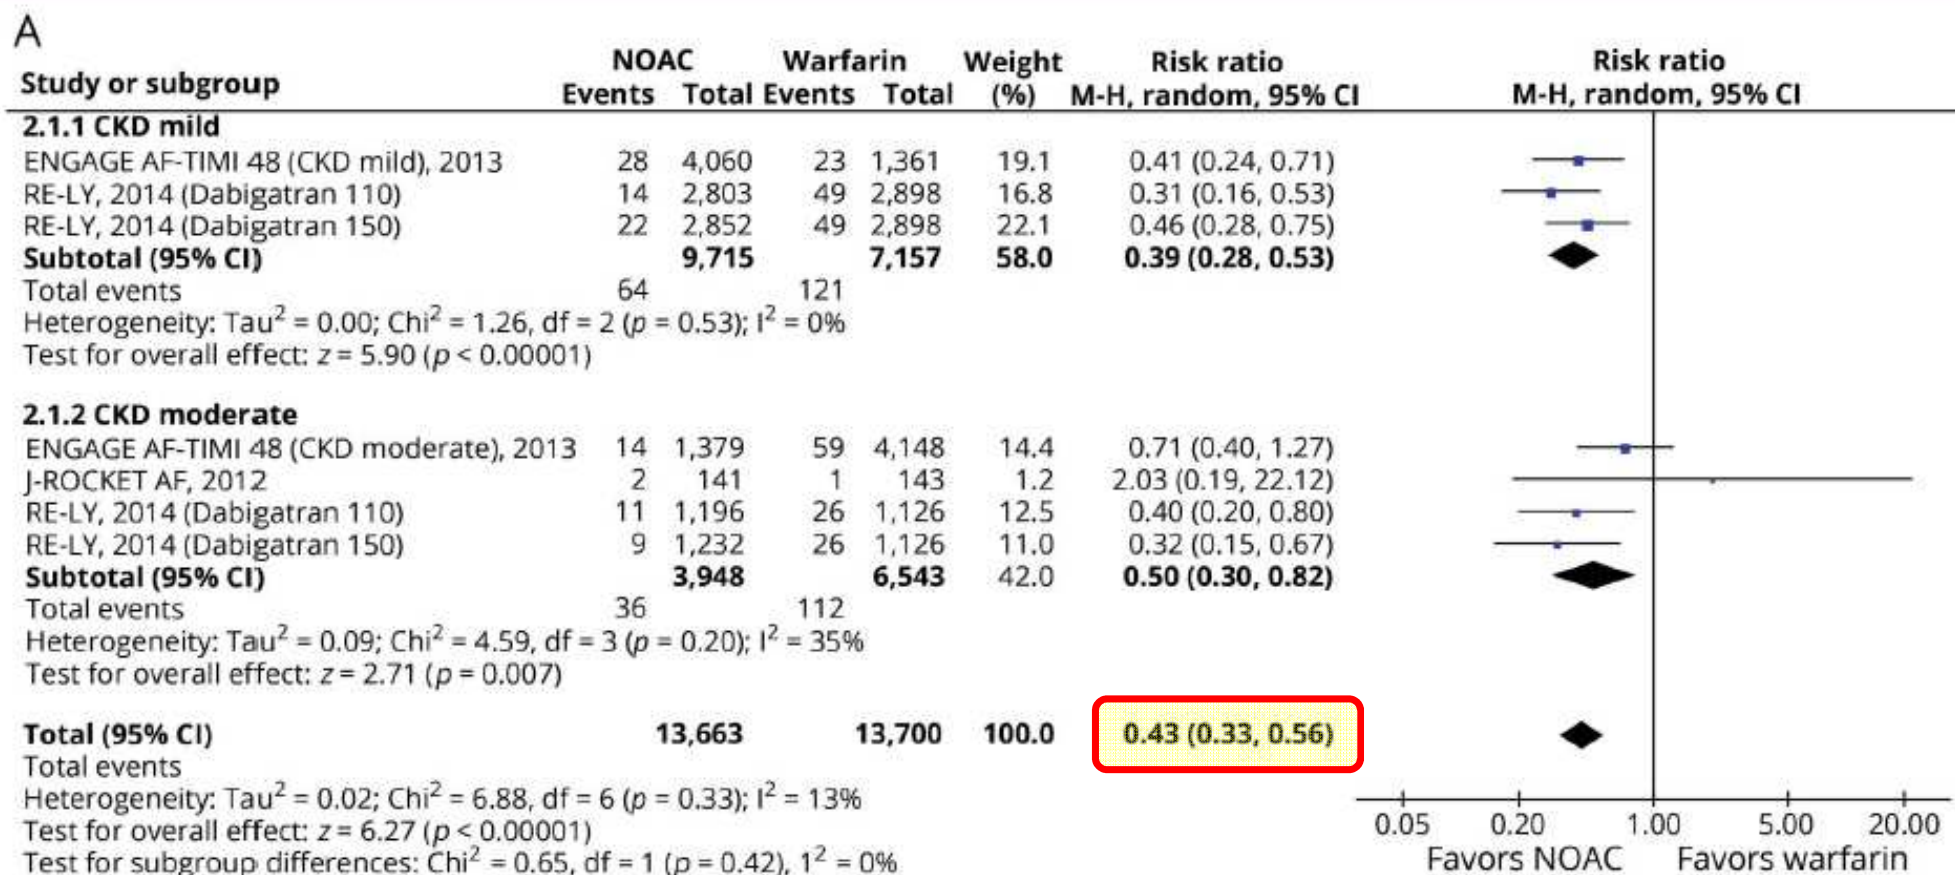 A
NOAC Warfarin Weight Risk ratio Risk ratio
Study or subgroup Events Total Events Total (%) M-H, random, 95% CI M-H, random, 95% CI
2.1.1 CKD mild
ENGAGE AF-TIMI 48 (CKD mild), 2013 28 4,060 23 1,361 19.1 0.41 (0.24, 0.71)
RE-LY, 2014 (Dabigatran 110) 14 2,803 49 2,898 16.8 0.31 (0.16, 0.53)
RE-LY, 2014 (Dabigatran 150) 22 2,852 49 2,898 22.1 0.46 (0.28, 0.75)
Subtotal (95% CI) 9,715 7,157 58.0 0.39 (0.28, 0.53)
Total events 64 121
Heterogeneity: Tau² = 0.00; Chi² = 1.26, df = 2 (p = 0.53); I² = 0%
Test for overall effect: z = 5.90 (p < 0.00001)
2.1.2 CKD moderate
ENGAGE AF-TIMI 48 (CKD moderate), 2013 14 1,379 59 4,148 14.4 0.71 (0.40, 1.27)
J-ROCKET AF, 2012 2 141 1 143 1.2 2.03 (0.19, 22.12)
RE-LY, 2014 (Dabigatran 110) 11 1,196 26 1,126 12.5 0.40 (0.20, 0.80)
RE-LY, 2014 (Dabigatran 150) 9 1,232 26 1,126 11.0 0.32 (0.15, 0.67)
Subtotal (95% CI) 3,948 6,543 42.0 0.50 (0.30, 0.82)
Total events 36 112
Heterogeneity: Tau² = 0.09; Chi² = 4.59, df = 3 (p = 0.20); I² = 35%
Test for overall effect: z = 2.71 (p = 0.007)
Total (95% CI) 13,663 13,700 100.0 0.43 (0.33, 0.56)
Total events
Heterogeneity: Tau² = 0.02; Chi² = 6.88, df = 6 (p = 0.33); I² = 13%
Test for overall effect: z = 6.27 (p < 0.00001)
Test for subgroup differences: Chi² = 0.65, df = 1 (p = 0.42), 1² = 0%
0.05 0.20 1.00 5.00 20.00
Favors NOAC Favors warfarin